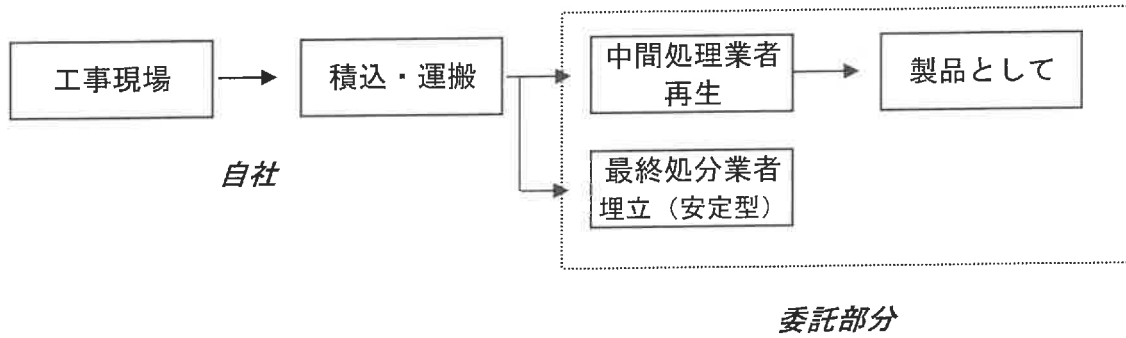 工事現場
積込・運搬
中間処理業者
再生
製品として
自社
最終処分業者
埋立（安定型）
委託部分